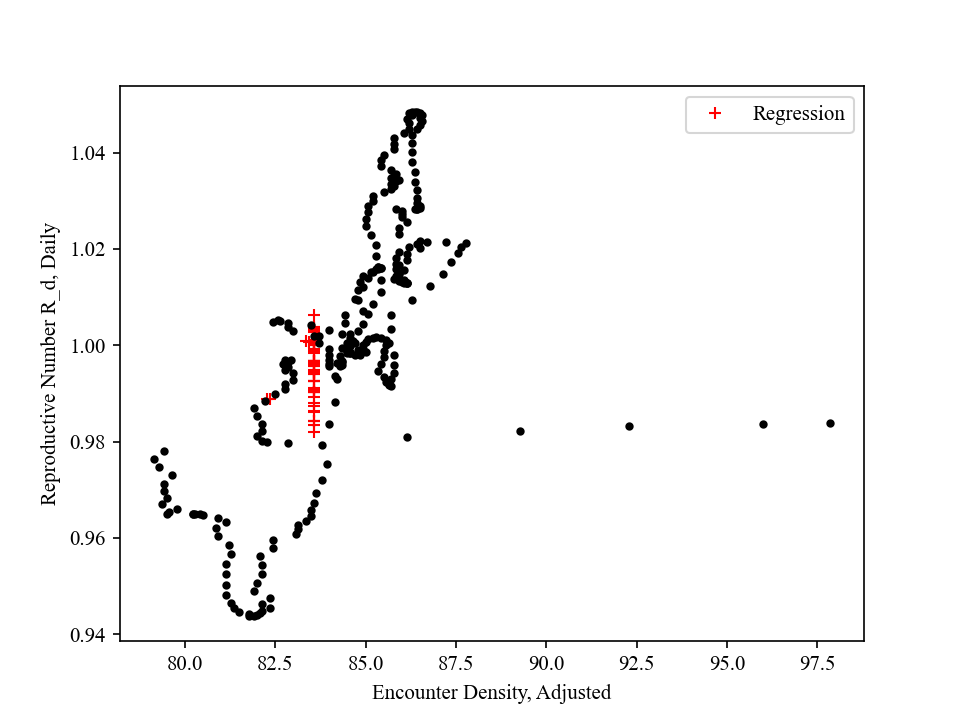 Regression
1.04
1.02
1.00
0.98
0.96
0.94
Reproductive Number R_d, Daily
80.0 82.5 85.0 87.5 90.0 92.5 95.0 97.5
Encounter Density, Adjusted